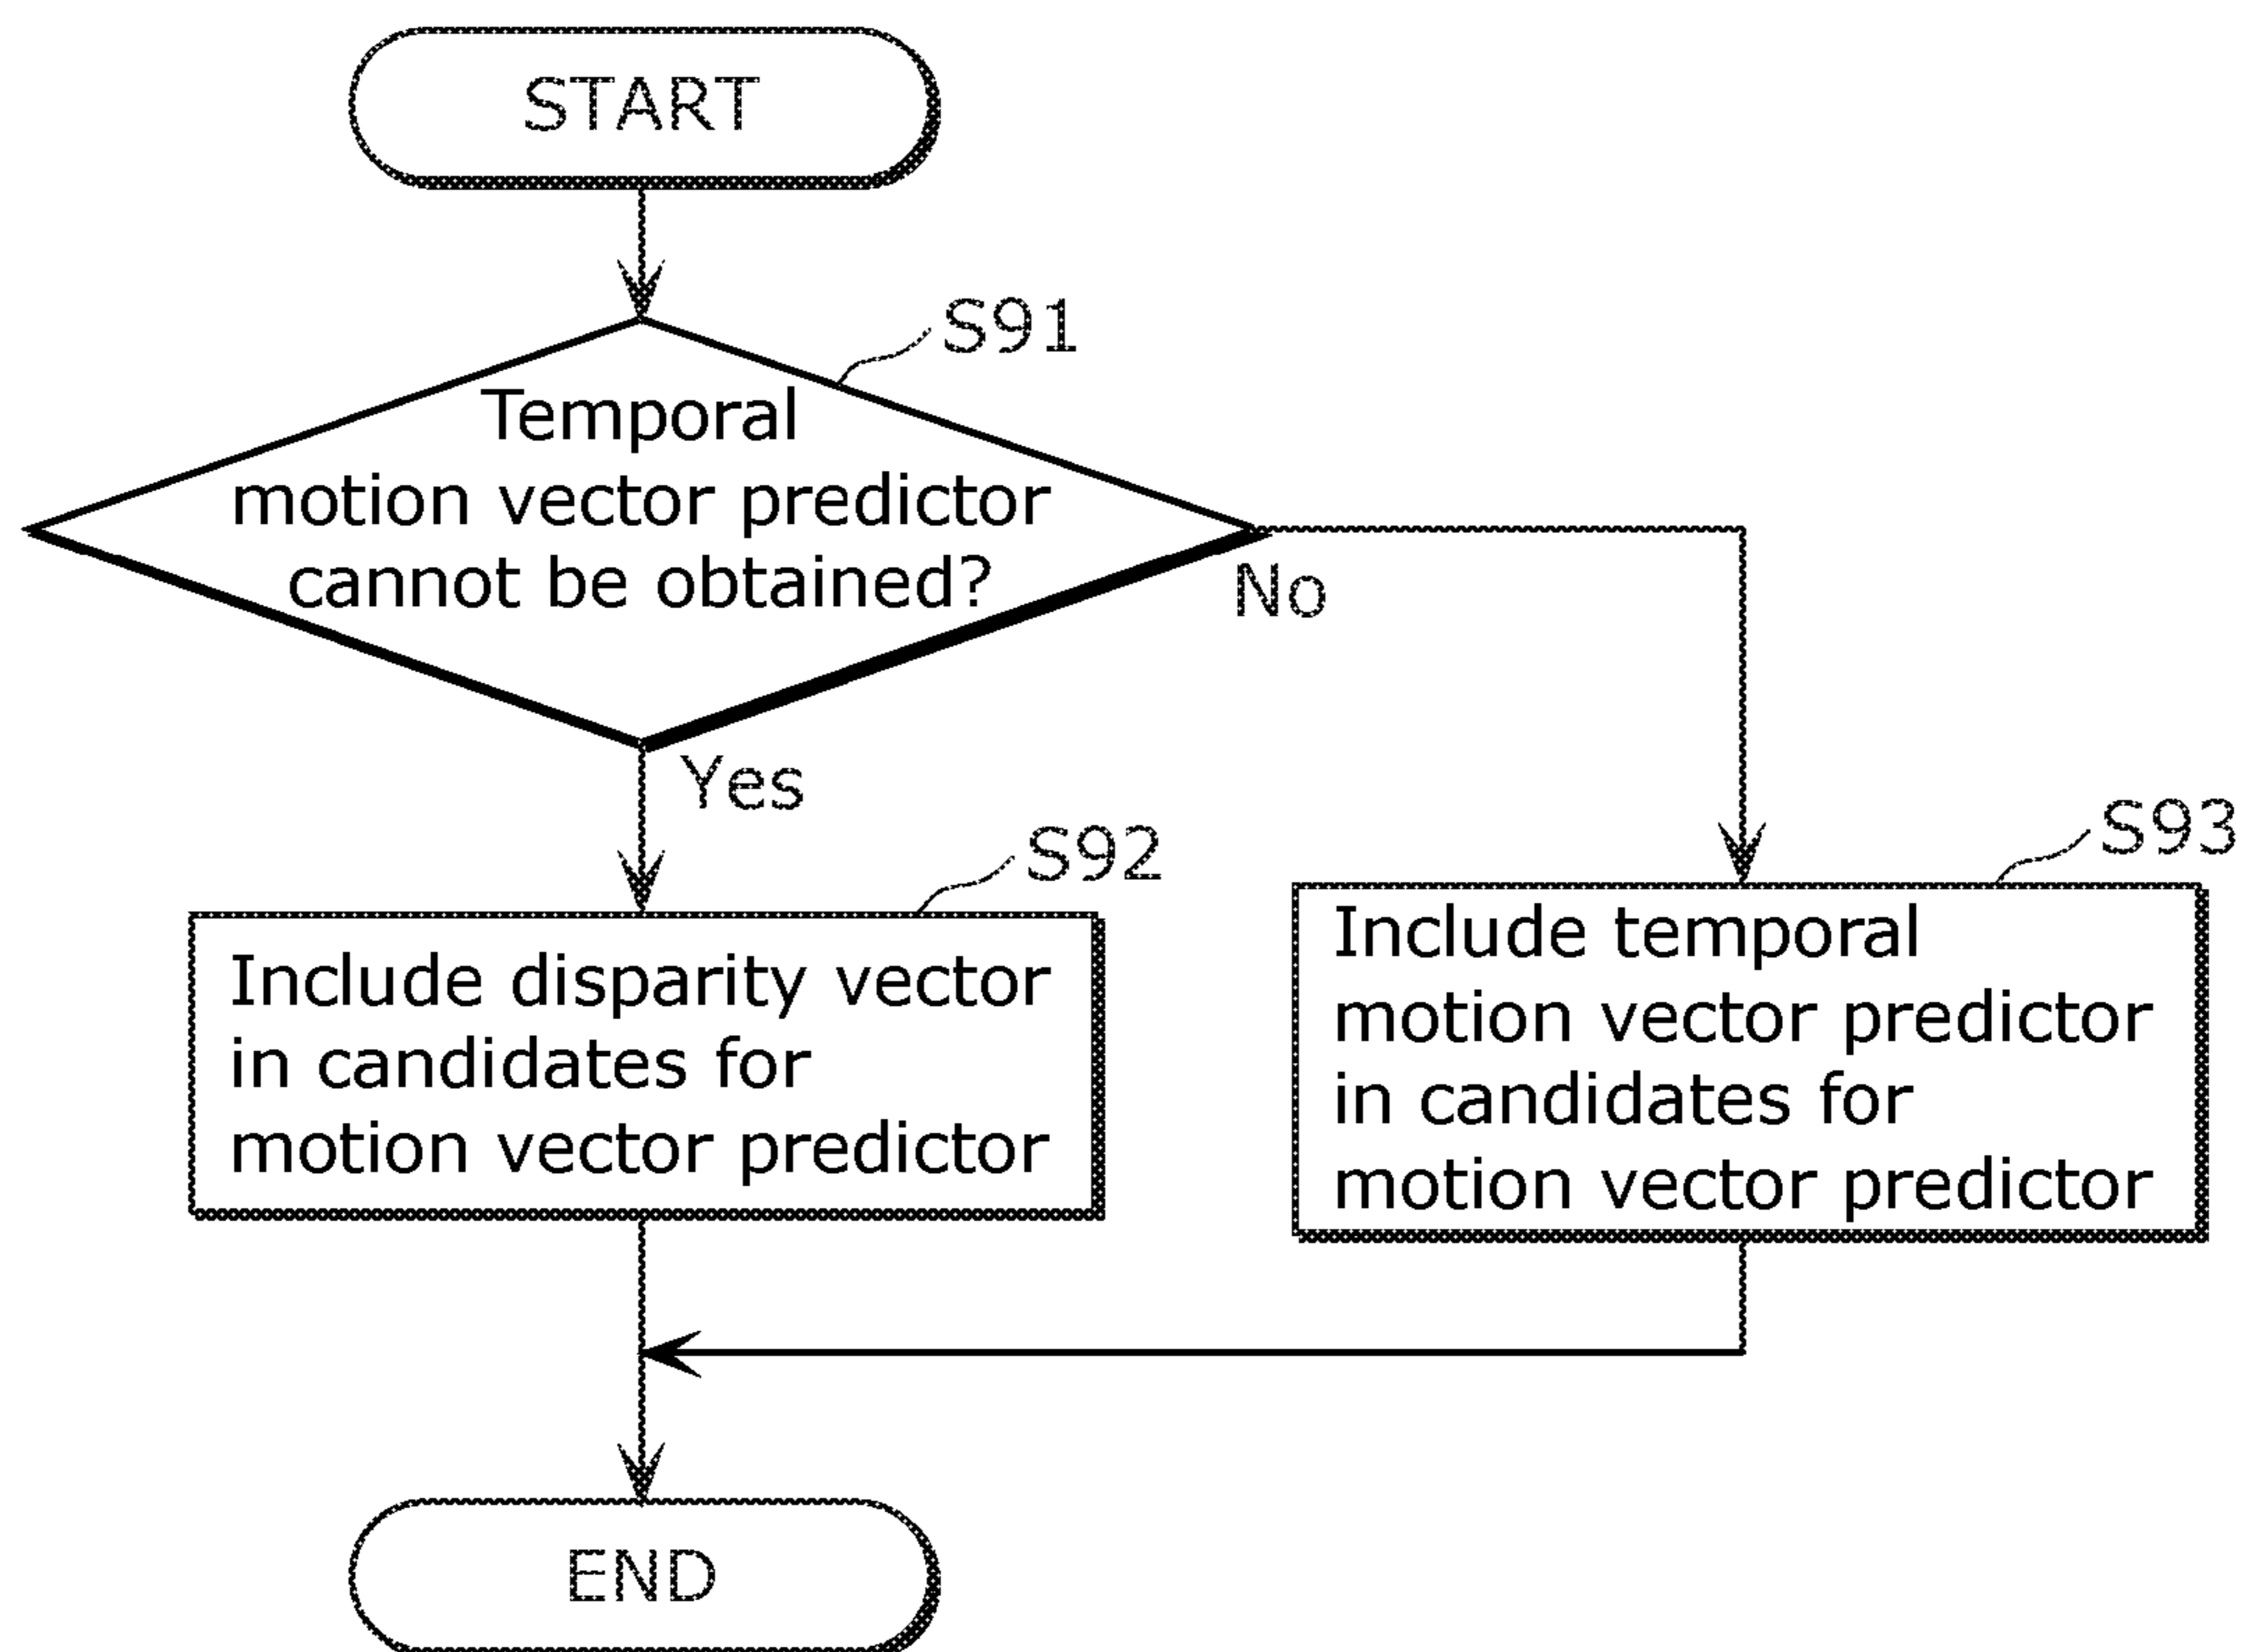 START
S91
Temporal
motion vector predictor
cannot be obtained?
No
Yes
S92
Include disparity vector
in candidates for
motion vector predictor
S93
Include temporal
motion vector predictor
in candidates for
motion vector predictor
END